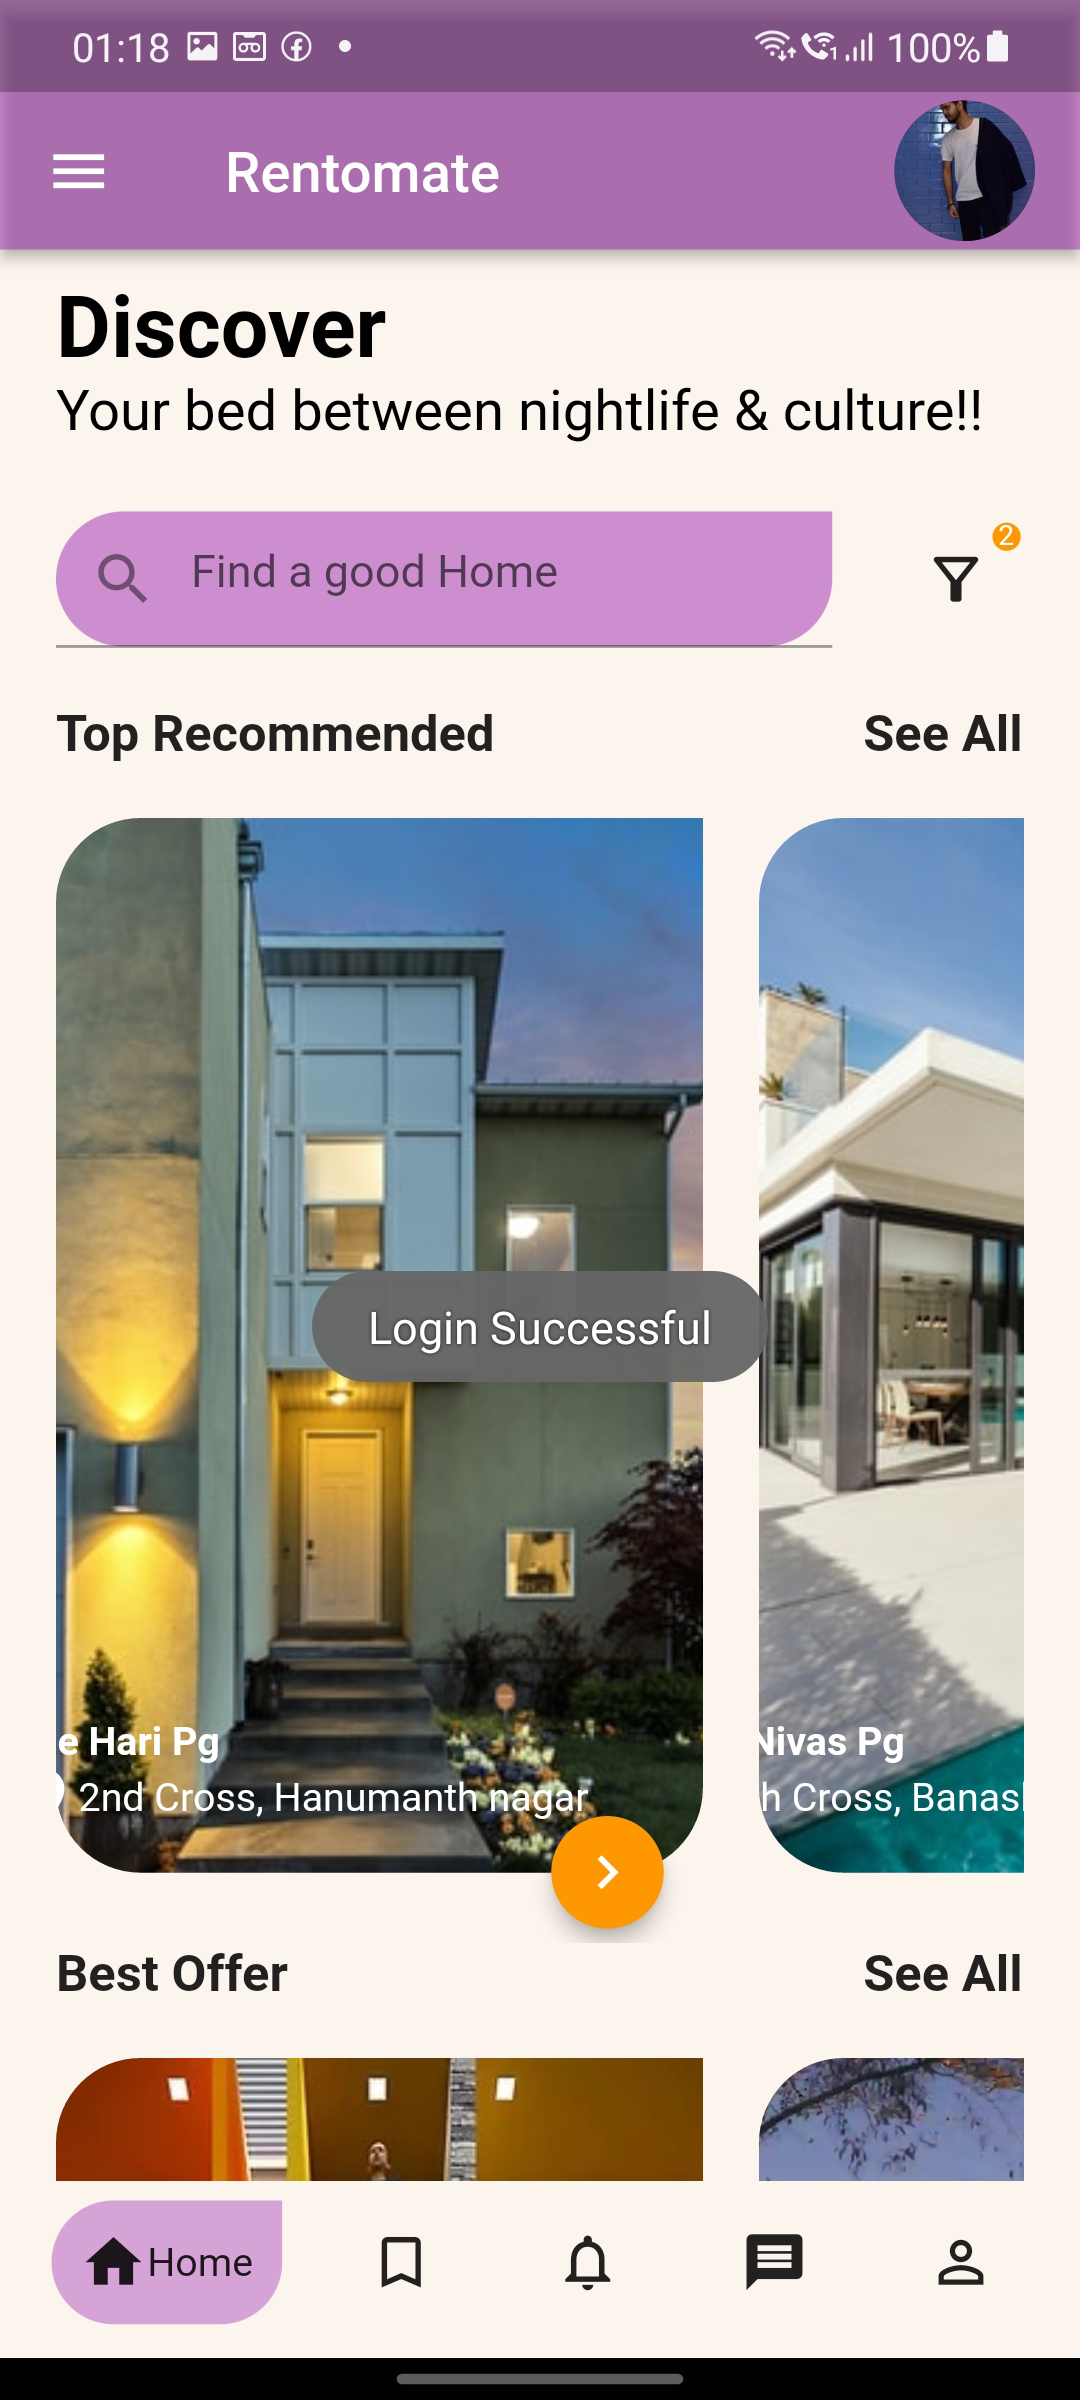 01:18
100%
Rentomate
Discover
Your bed between nightlife & culture!!
Find a good Home
2
Top Recommended
See All
Login Successful
e Hari Pg
2nd Cross, Hanumanth nagar
Nivas Pg
h Cross, Banas
Best Offer
See All
Home